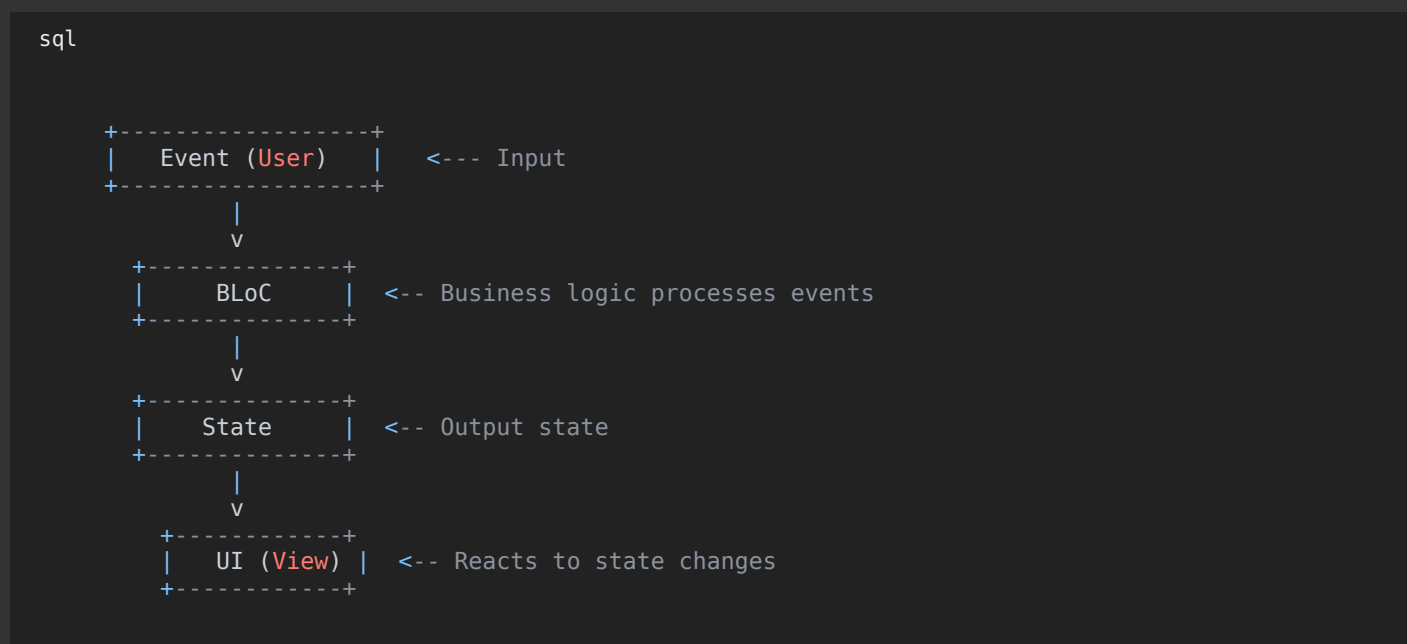 sql
+------------------+
|   Event (User)   |   <--- Input
+------------------+
         |
         v
  +--------------+
  |     BLoC     |  <-- Business logic processes events
  +--------------+
         |
         v
  +--------------+
  |    State     |  <-- Output state
  +--------------+
         |
         v
    +------------+
    |   UI (View) |  <-- Reacts to state changes
    +------------+